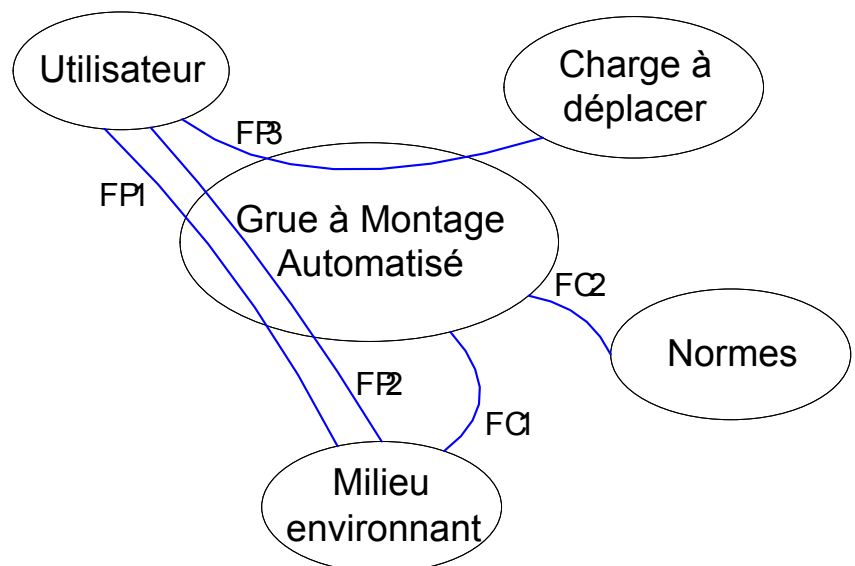 Utilisateur
Charge à
déplacer
FP3
FP1
Grue à Montage
Automatisé
FC2
Normes
FP2
FC1
Milieu
environnant